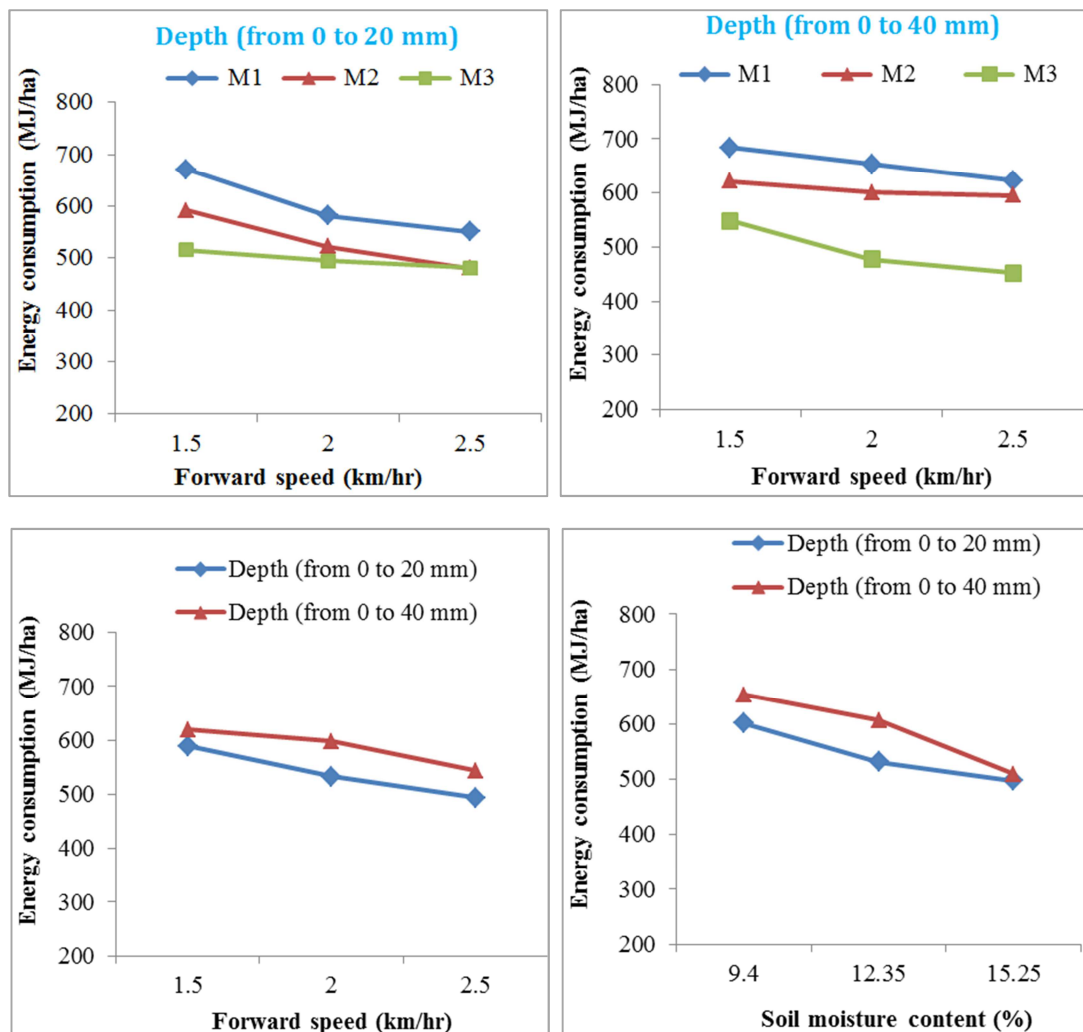 Depth (from 0 to 20 mm)
M1 M2 M3
Energy consumption (MJ/ha)
800
700
600
500
400
300
200
1.5 2 2.5
Forward speed (km/hr)
Depth (from 0 to 40 mm)
M1 M2 M3
Energy consumption (MJ/ha)
800
700
600
500
400
300
200
1.5 2 2.5
Forward speed (km/hr)
Depth (from 0 to 20 mm)
Depth (from 0 to 40 mm)
Energy consumption (MJ/ha)
800
700
600
500
400
300
200
1.5 2 2.5
Forward speed (km/hr)
Depth (from 0 to 20 mm)
Depth (from 0 to 40 mm)
Energy consumption (MJ/ha)
800
700
600
500
400
300
200
9.4 12.35 15.25
Soil moisture content (%)